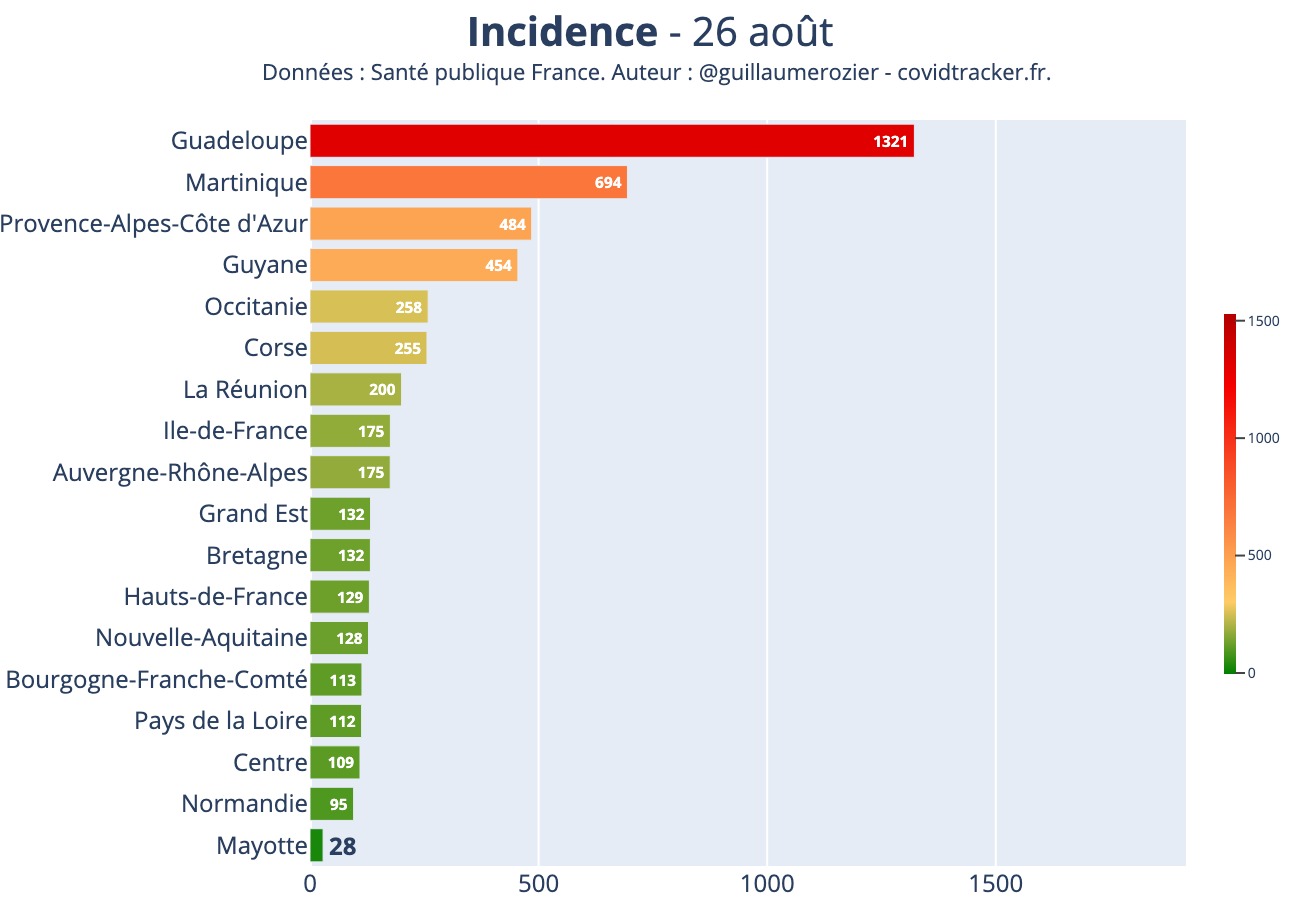 Incidence - 26 août
Données : Santé publique France. Auteur : @guillaumerozier - covidtracker.fr.
Guadeloupe 1321
Martinique 694
Provence-Alpes-Côte d'Azur 484
Guyane 454
Occitanie 258
Corse 255
La Réunion 200
Ile-de-France 175
Auvergne-Rhône-Alpes 175
Grand Est 132
Bretagne 132
Hauts-de-France 129
Nouvelle-Aquitaine 128
Bourgogne-Franche-Comté 113
Pays de la Loire 112
Centre 109
Normandie 95
Mayotte 28
0 500 1000 1500
1500
1000
500
0